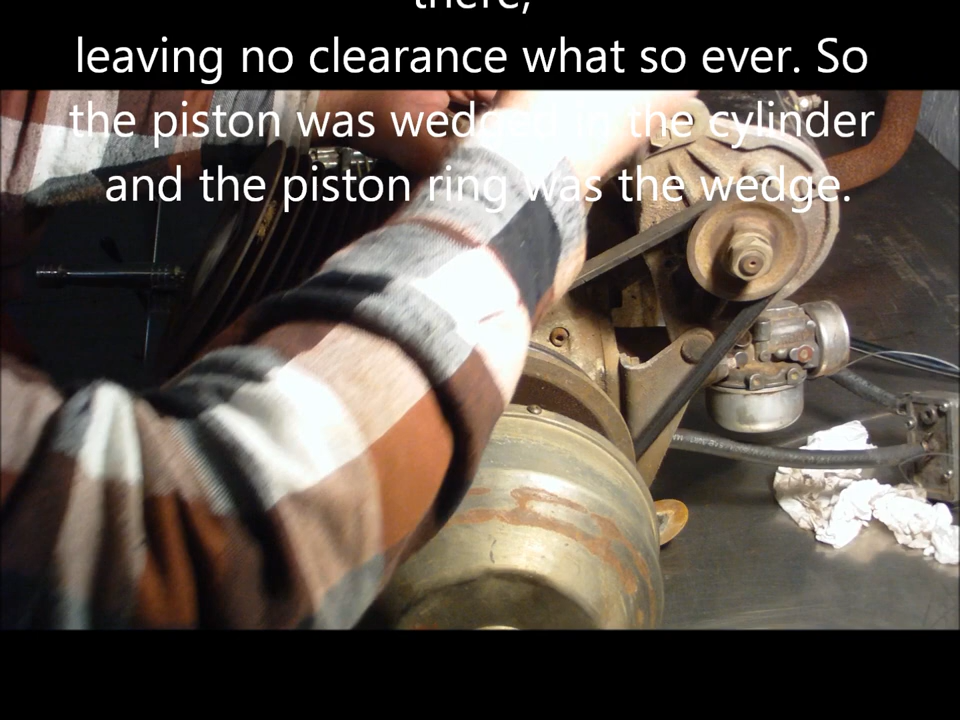 there,
leaving no clearance what so ever. So
the piston was wedged in the cylinder
and the piston ring was the wedge.